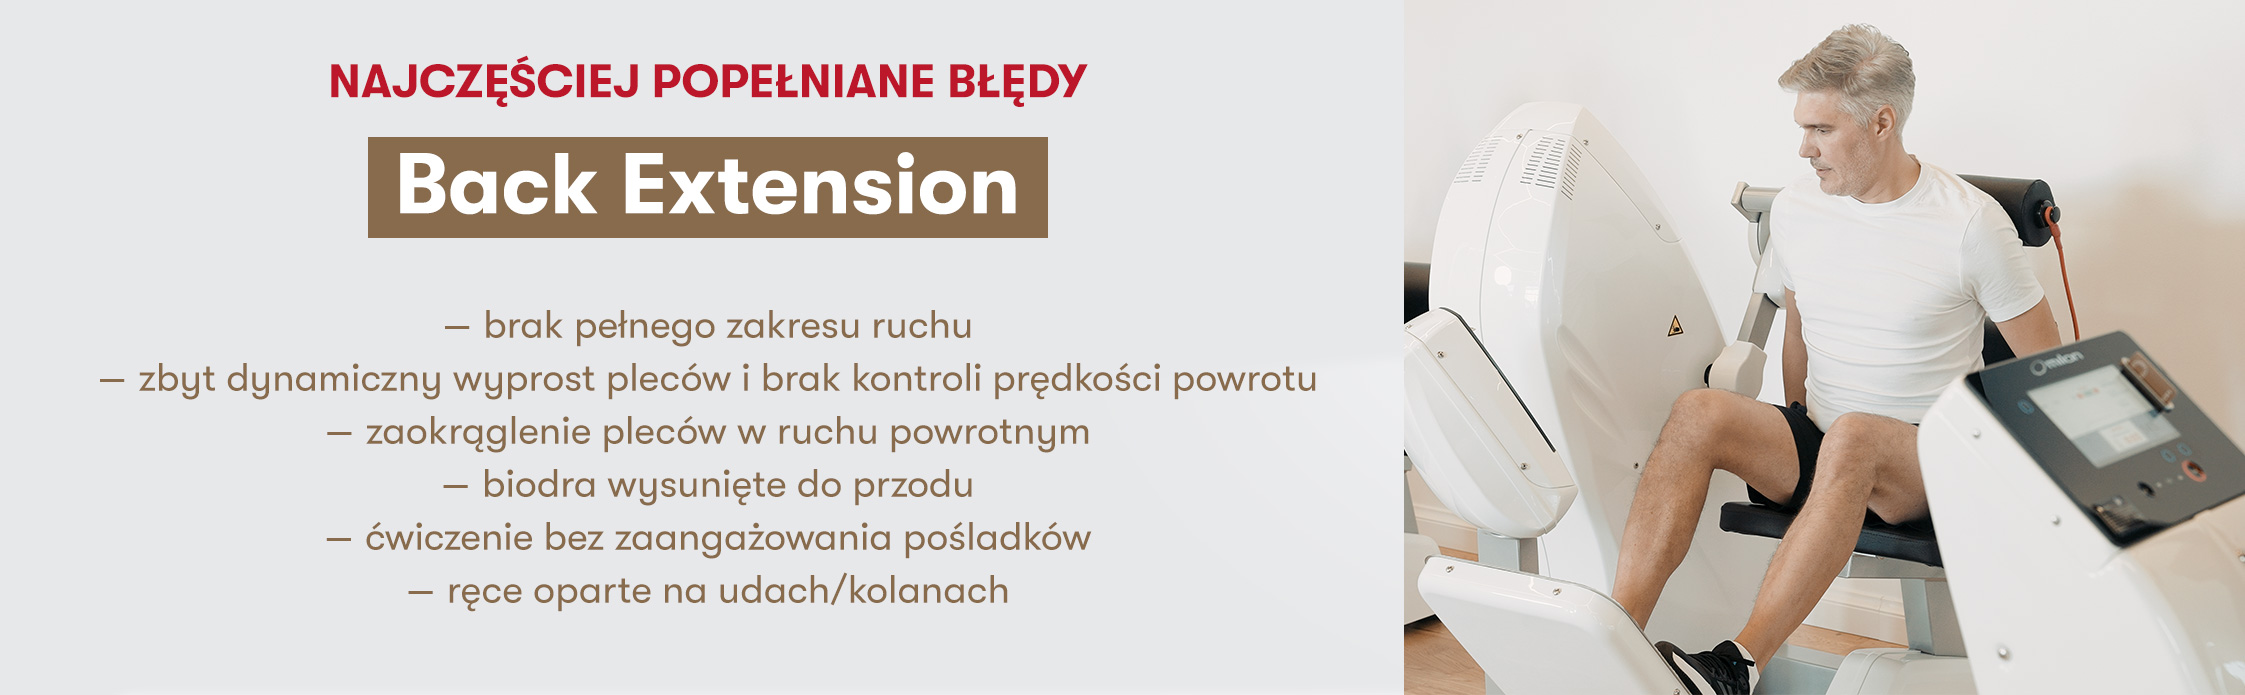 NAJCZĘŚCIEJ POPEŁNIANE BŁĘDY
Back Extension
– brak pełnego zakresu ruchu
– zbyt dynamiczny wyprost pleców i brak kontroli prędkości powrotu
– zaokrąglenie pleców w ruchu powrotnym
– biodra wysunięte do przodu
– ćwiczenie bez zaangażowania pośladków
– ręce oparte na udach/kolanach
milon